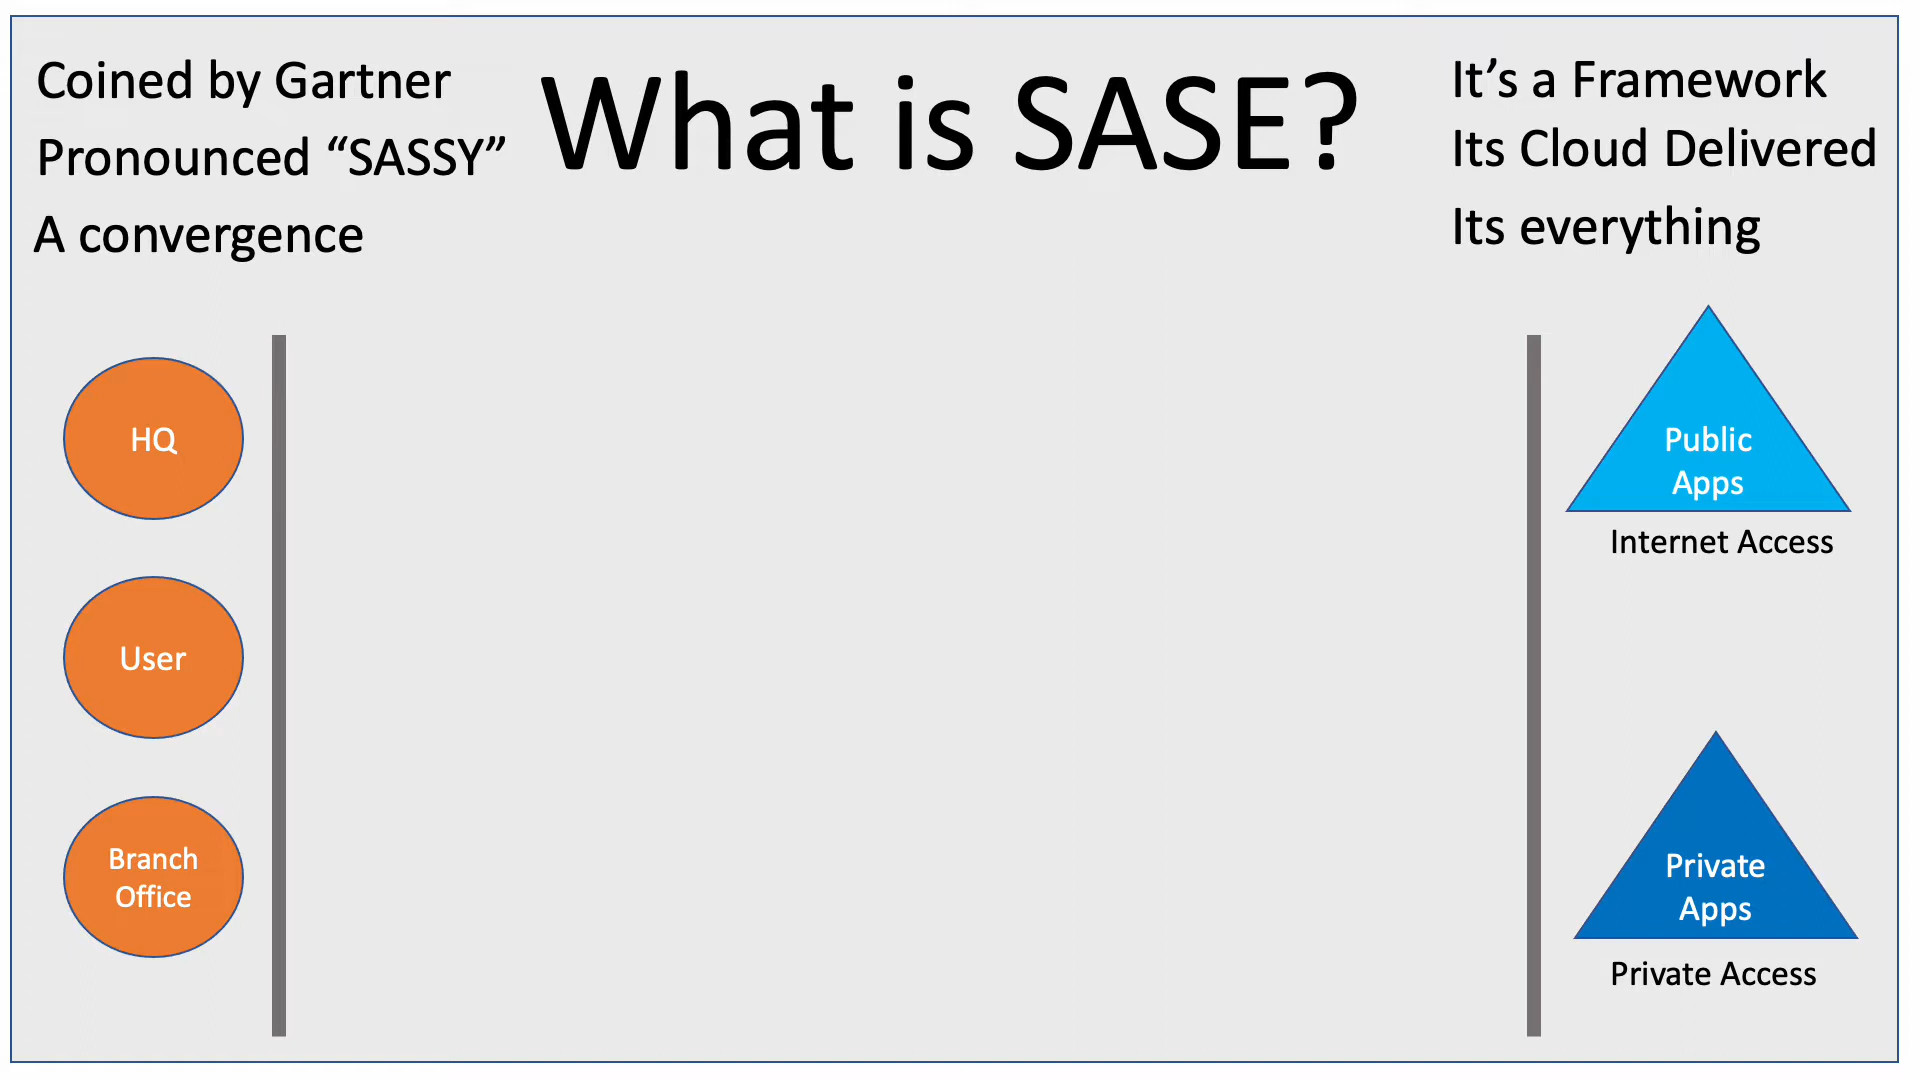 Coined by Gartner
Pronounced “SASSY”
A convergence
What is SASE?
It’s a Framework
Its Cloud Delivered
Its everything
HQ
User
Branch
Office
Public
Apps
Internet Access
Private
Apps
Private Access